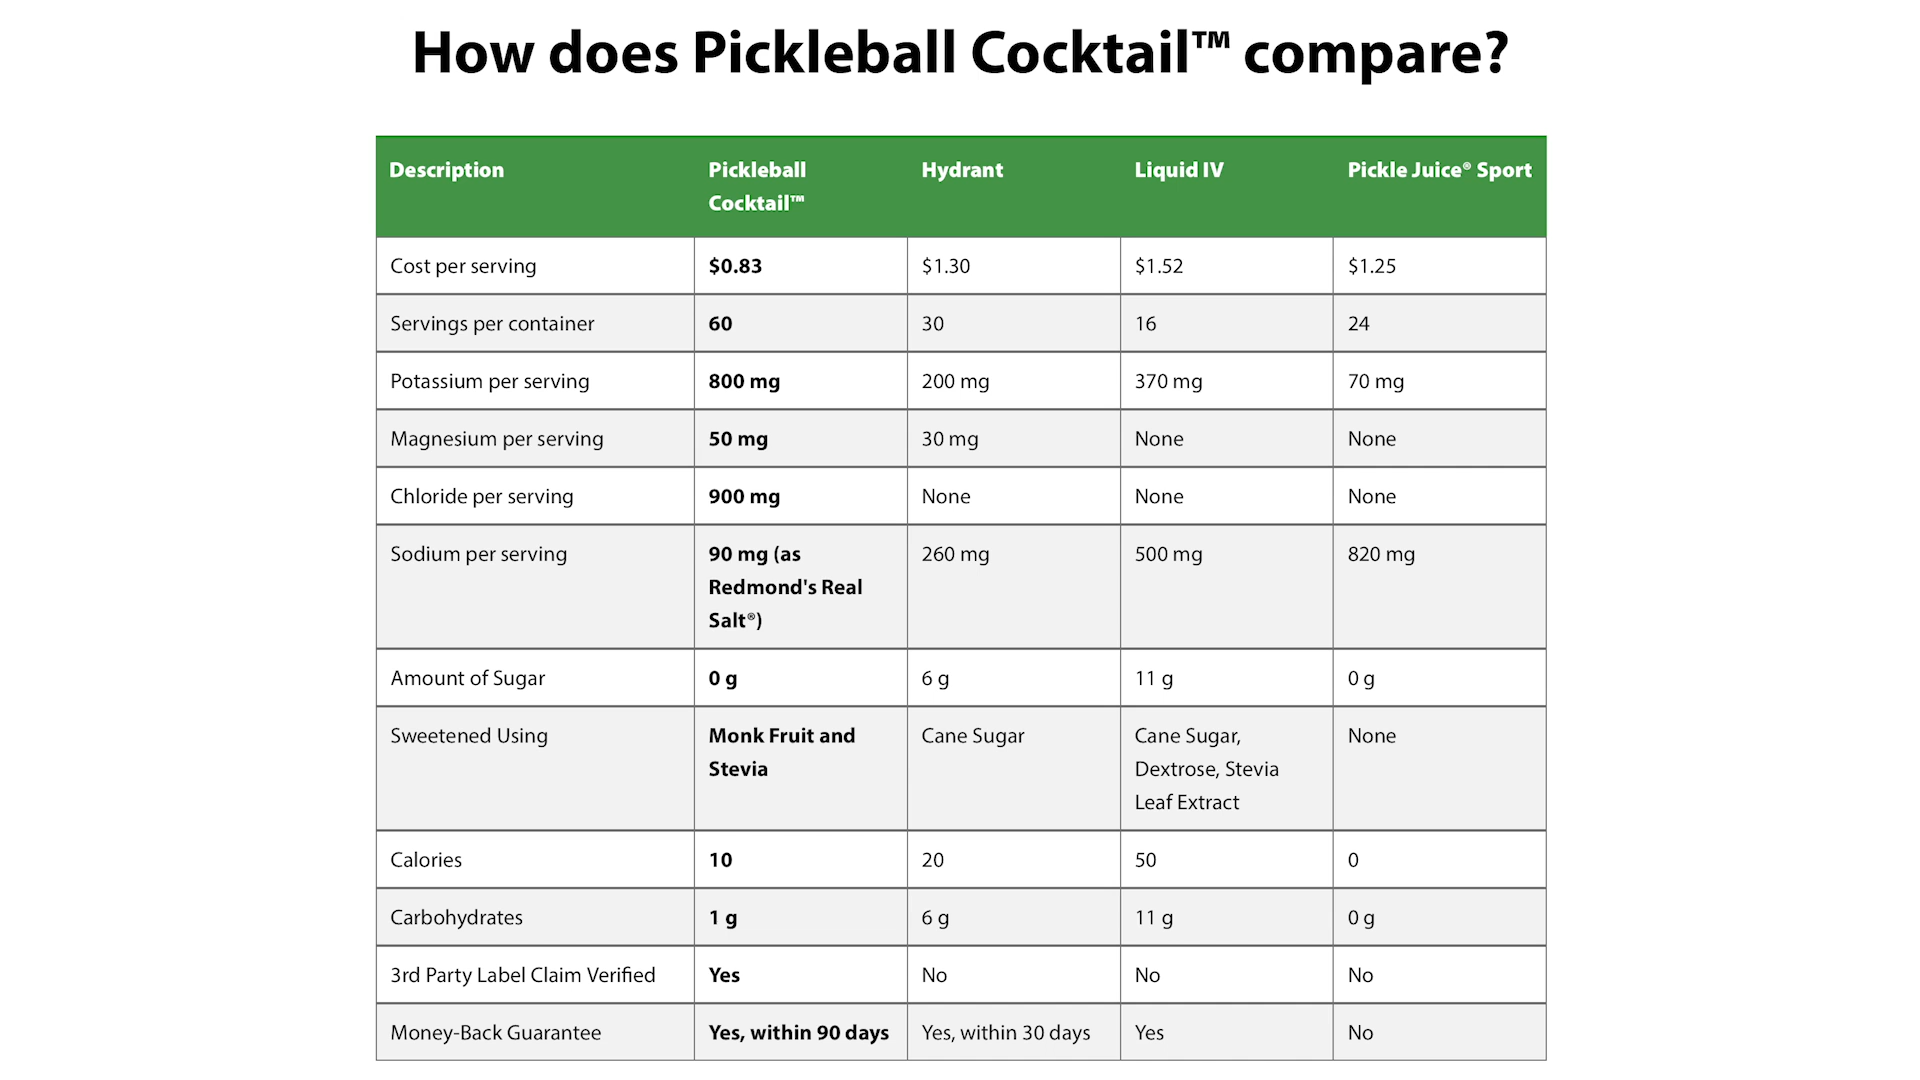 How does Pickleball Cocktail™ compare?
Description Pickleball Cocktail™ Hydrant Liquid IV Pickle Juice® Sport
Cost per serving $0.83 $1.30 $1.52 $1.25
Servings per container 60 30 16 24
Potassium per serving 800 mg 200 mg 370 mg 70 mg
Magnesium per serving 50 mg 30 mg None None
Chloride per serving 900 mg None None None
Sodium per serving 90 mg (as Redmond's Real Salt®) 260 mg 500 mg 820 mg
Amount of Sugar 0 g 6 g 11 g 0 g
Sweetened Using Monk Fruit and Stevia Cane Sugar Cane Sugar, Dextrose, Stevia Leaf Extract None
Calories 10 20 50 0
Carbohydrates 1 g 6 g 11 g 0 g
3rd Party Label Claim Verified Yes No No No
Money-Back Guarantee Yes, within 90 days Yes, within 30 days Yes No